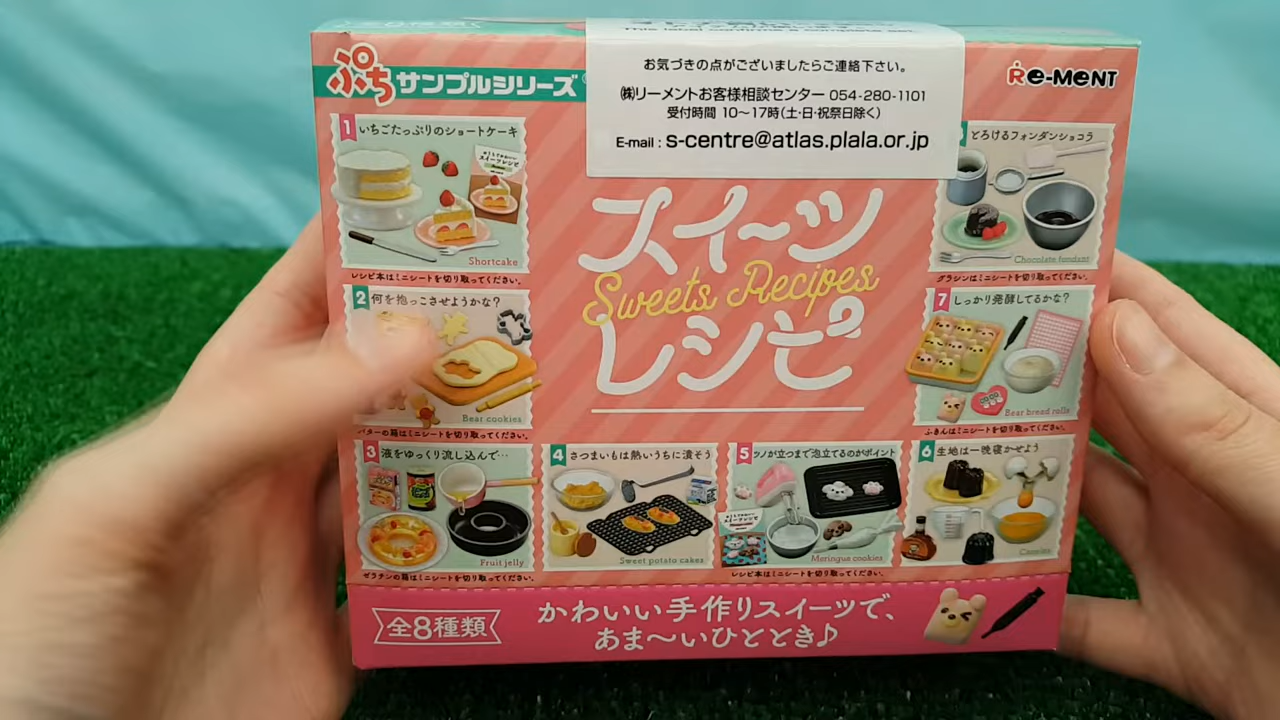 This label confirms a complete set.
お気づきの点がございましたらご連絡下さい。
㈱リーメントお客様相談センター 054-280-1101
受付時間 10～17時(土・日・祝祭日除く)
E-mail : s-centre@atlas.plala.or.jp
ぷちサンプルシリーズ
Re-MeNT
スイーツ
Sweets Recipes
レシピ
1 いちごたっぷりのショートケーキ
Shortcake
レシピ本はミニシートを切り取ってください。
2 何を抱っこさせようかな?
Bear cookies
バターの箱はミニシートを切り取ってください。
3 液をゆっくり流し込んで…
Fruit jelly
ゼラチンの箱はミニシートを切り取ってください。
4 さつまいもは熱いうちに潰そう
Sweet potato cakes
5 ツノが立つまで泡立てるのがポイント
スイーツレシピ
Meringue cookies
レシピ本はミニシートを切り取ってください。
6 生地は一晩寝かせよう
Canelés
7 しっかり発酵してるかな?
Bear bread rolls
ふきんはミニシートを切り取ってください。
とろけるフォンダンショコラ
Chocolate fondant
グラシンはミニシートを切り取ってください。
全8種類
かわいい手作りスイーツで、
あま～いひととき♪